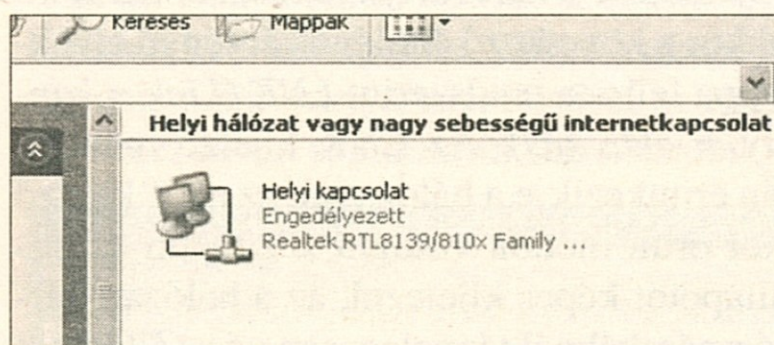 Keresés Mappák
Helyi hálózat vagy nagy sebességű internetkapcsolat
Helyi kapcsolat
Engedélyezett
Realtek RTL8139/810x Family ...